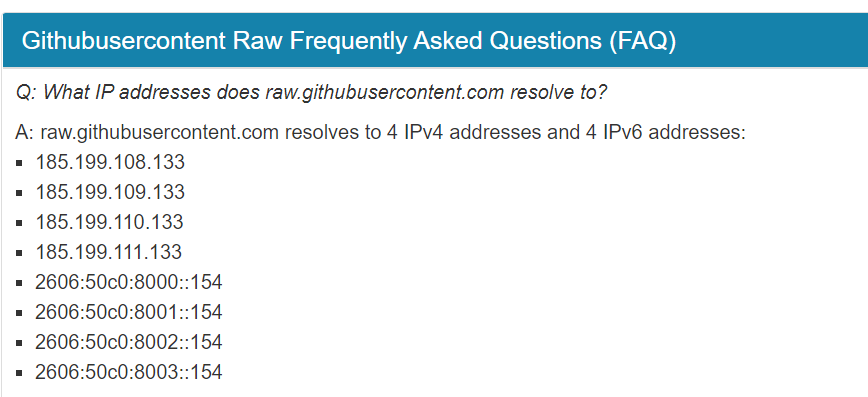 Githubusercontent Raw Frequently Asked Questions (FAQ)
Q: What IP addresses does raw.githubusercontent.com resolve to?
A: raw.githubusercontent.com resolves to 4 IPv4 addresses and 4 IPv6 addresses:
▪ 185.199.108.133
▪ 185.199.109.133
▪ 185.199.110.133
▪ 185.199.111.133
▪ 2606:50c0:8000::154
▪ 2606:50c0:8001::154
▪ 2606:50c0:8002::154
▪ 2606:50c0:8003::154